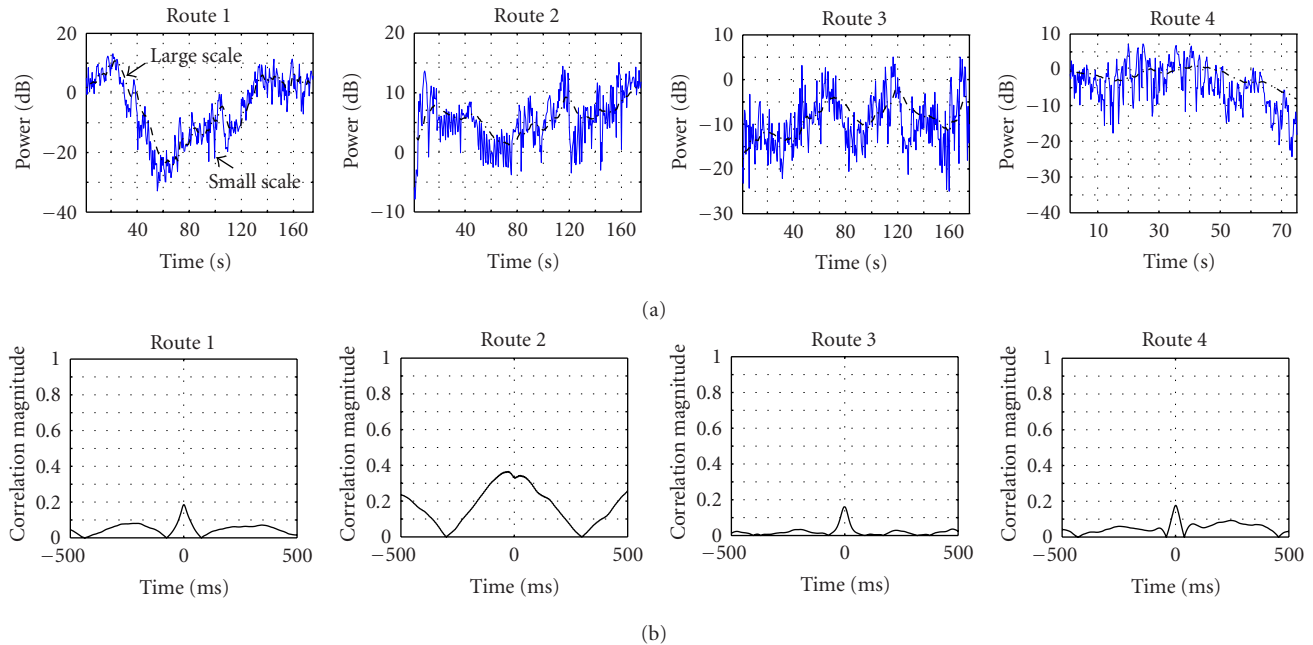 Route 1
20
0
−20
−40
Power (dB)
Large scale
Small scale
40 80 120 160
Time (s)
Route 2
20
10
0
−10
Power (dB)
40 80 120 160
Time (s)
Route 3
10
0
−10
−20
−30
Power (dB)
40 80 120 160
Time (s)
Route 4
10
0
−10
−20
−30
−40
Power (dB)
10 30 50 70
Time (s)
(a)
Route 1
1
0.8
0.6
0.4
0.2
0
Correlation magnitude
−500 0 500
Time (ms)
Route 2
1
0.8
0.6
0.4
0.2
0
Correlation magnitude
−500 0 500
Time (ms)
Route 3
1
0.8
0.6
0.4
0.2
0
Correlation magnitude
−500 0 500
Time (ms)
Route 4
1
0.8
0.6
0.4
0.2
0
Correlation magnitude
−500 0 500
Time (ms)
(b)